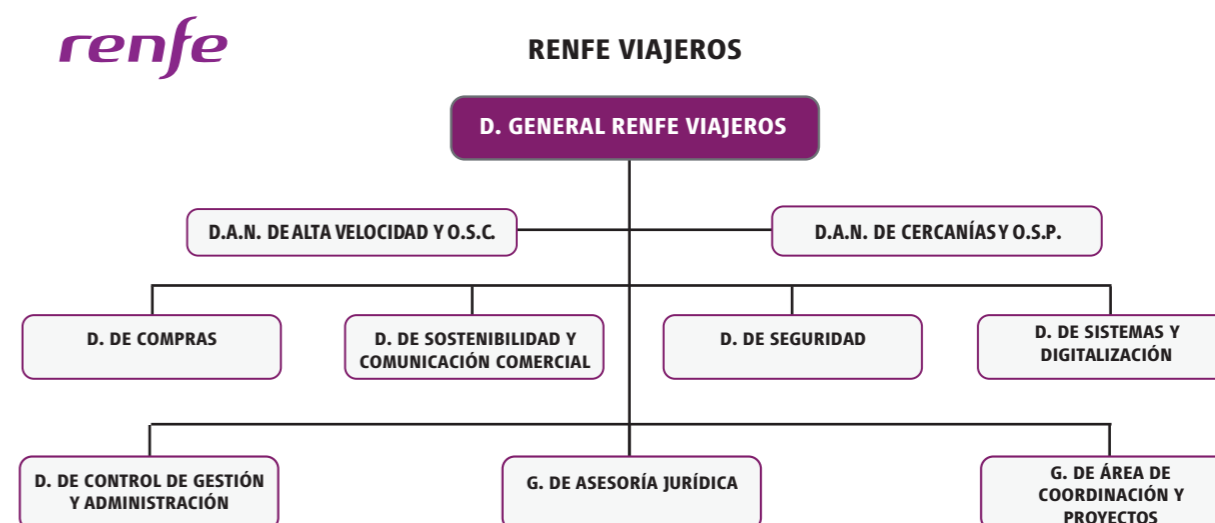 renfe
RENFE VIAJEROS
D. GENERAL RENFE VIAJEROS
D.A.N. DE ALTA VELOCIDAD Y O.S.C.
D.A.N. DE CERCANÍAS Y O.S.P.
D. DE COMPRAS
D. DE SOSTENIBILIDAD Y
COMUNICACIÓN COMERCIAL
D. DE SEGURIDAD
D. DE SISTEMAS Y
DIGITALIZACIÓN
D. DE CONTROL DE GESTIÓN
Y ADMINISTRACIÓN
G. DE ASESORÍA JURÍDICA
G. DE ÁREA DE
COORDINACIÓN Y
PROYECTOS